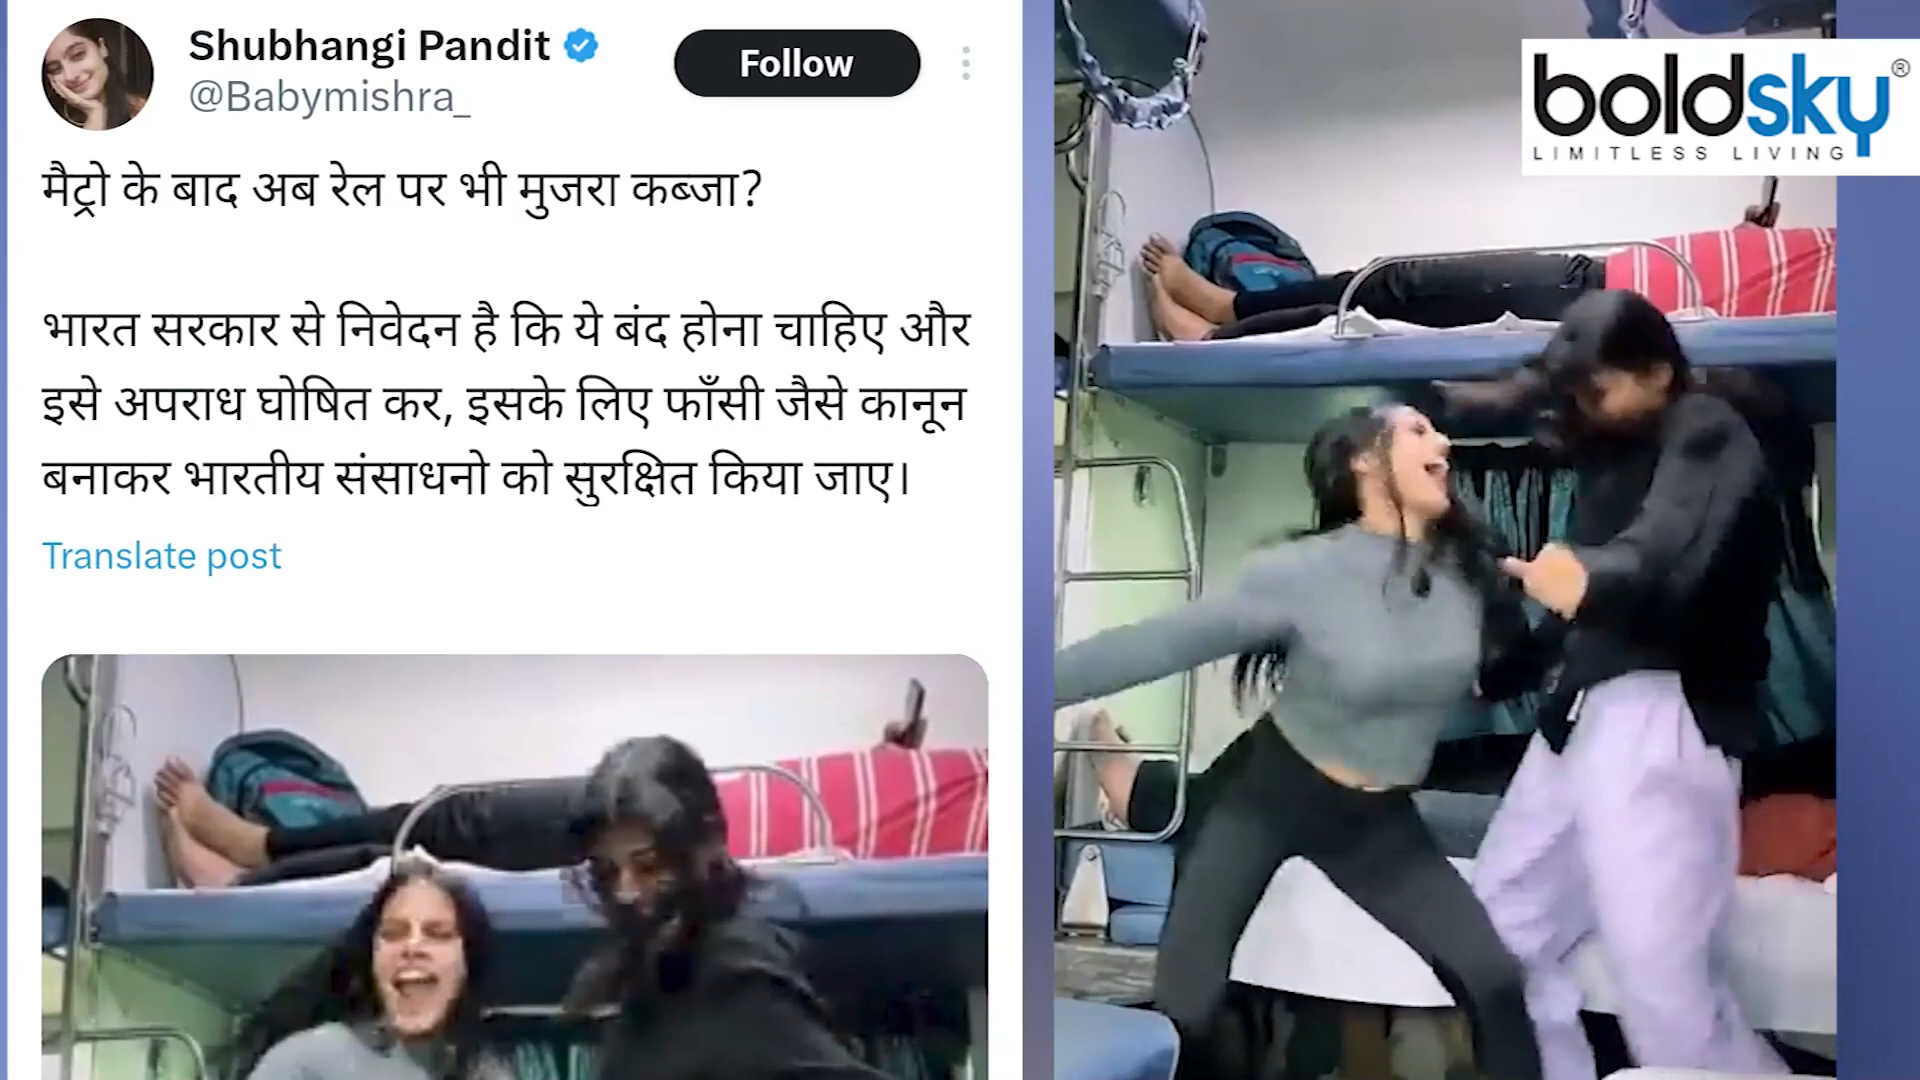 Shubhangi Pandit
@Babymishra_
Follow
मैट्रो के बाद अब रेल पर भी मुजरा कब्जा?
भारत सरकार से निवेदन है कि ये बंद होना चाहिए और
इसे अपराध घोषित कर, इसके लिए फाँसी जैसे कानून
बनाकर भारतीय संसाधनो को सुरक्षित किया जाए।
Translate post
boldsky®
LIMITLESS LIVING